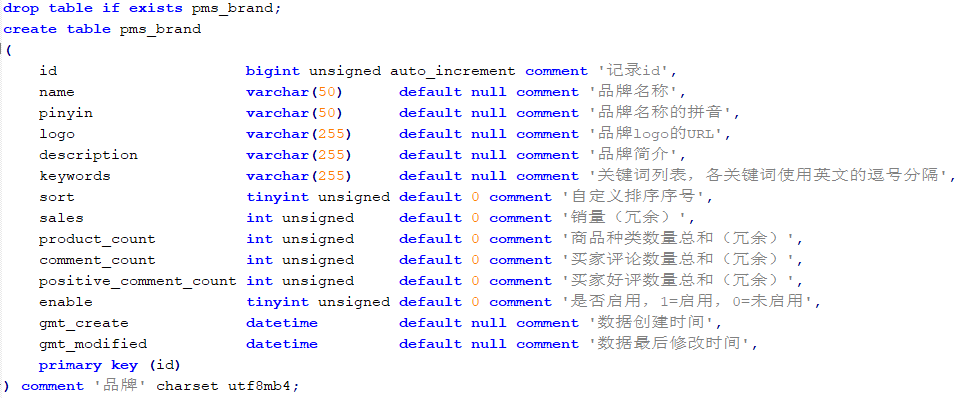 drop table if exists pms_brand;
create table pms_brand
(
    id                     bigint unsigned auto_increment comment '记录id',
    name                   varchar(50)      default null comment '品牌名称',
    pinyin                 varchar(50)      default null comment '品牌名称的拼音',
    logo                   varchar(255)     default null comment '品牌logo的URL',
    description            varchar(255)     default null comment '品牌简介',
    keywords               varchar(255)     default null comment '关键词列表，各关键词使用英文的逗号分隔',
    sort                   tinyint unsigned default 0 comment '自定义排序序号',
    sales                  int unsigned     default 0 comment '销量（冗余）',
    product_count          int unsigned     default 0 comment '商品种类数量总和（冗余）',
    comment_count          int unsigned     default 0 comment '买家评论数量总和（冗余）',
    positive_comment_count int unsigned     default 0 comment '买家好评数量总和（冗余）',
    enable                 tinyint unsigned default 0 comment '是否启用，1=启用，0=未启用',
    gmt_create             datetime         default null comment '数据创建时间',
    gmt_modified           datetime         default null comment '数据最后修改时间',
    primary key (id)
) comment '品牌' charset utf8mb4;